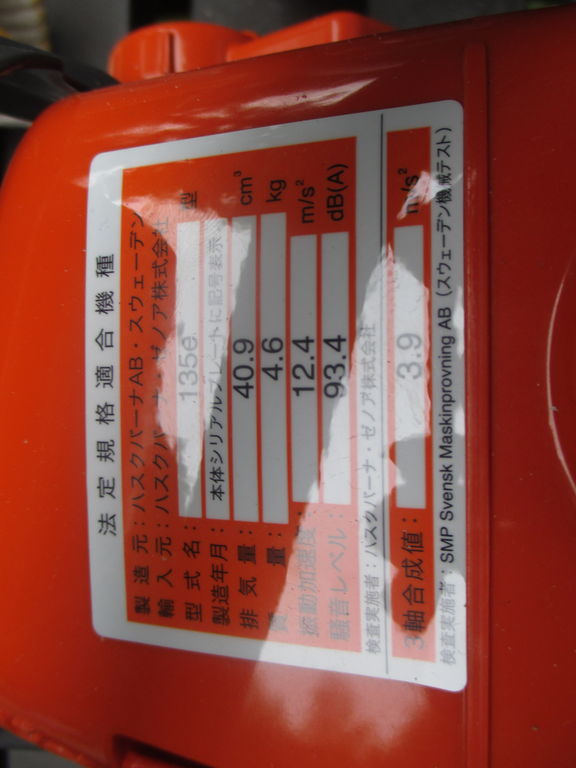 法定規格適合機種
製造元：ハスクバーナAB・スウェーデン
輸入元：ハスクバーナ・ゼノア株式会社
型式名：135e 型
製造年月：本体シリアルプレートに記号表示
排気量：40.9 cm³
質量：4.6 kg
振動加速度：12.4 m/s²
騒音レベル：93.4 dB(A)
検査実施者：ハスクバーナ・ゼノア株式会社
3軸合成値：3.9 m/s²
検査実施者：SMP Svensk Maskinprovning AB（スウェーデン機械テスト）